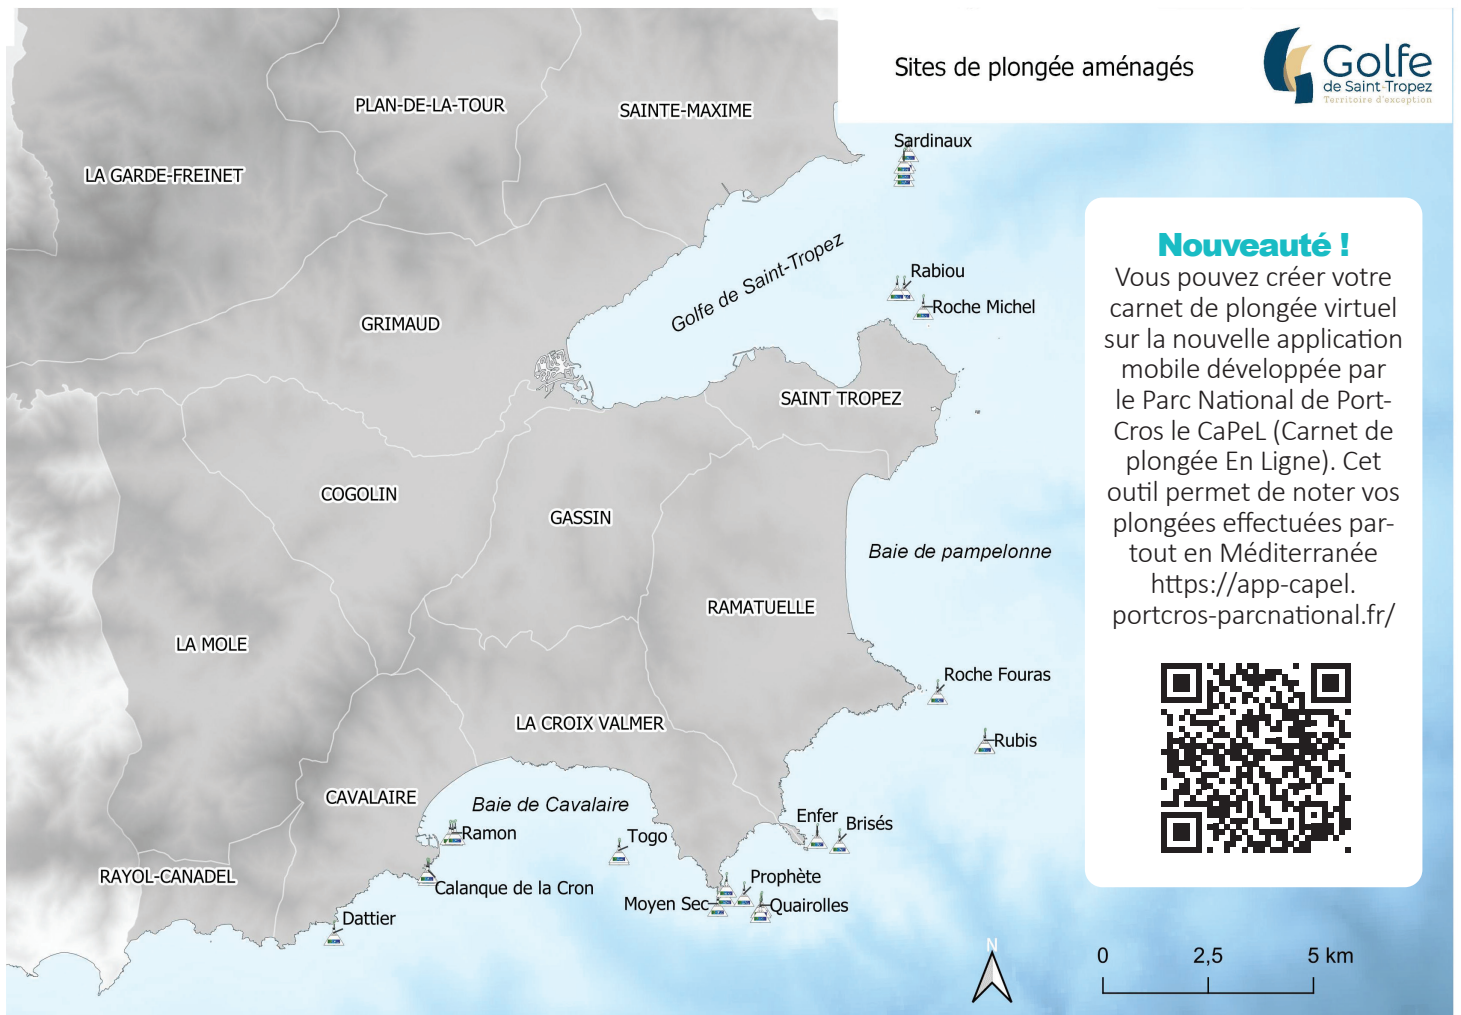 Sites de plongée aménagés
Golfe
de Saint-Tropez
Territoire d'exception
PLAN-DE-LA-TOUR
SAINTE-MAXIME
LA GARDE-FREINET
Sardinaux
Golfe de Saint-Tropez
Rabiou
Roche Michel
GRIMAUD
SAINT TROPEZ
COGOLIN
GASSIN
Baie de pampelonne
RAMATUELLE
LA MOLE
Roche Fouras
LA CROIX VALMER
Rubis
CAVALAIRE
Baie de Cavalaire
Enfer
Brisés
Ramon
Togo
RAYOL-CANADEL
Calanque de la Cron
Prophète
Moyen Sec
Quairolles
Dattier
Nouveauté !
Vous pouvez créer votre
carnet de plongée virtuel
sur la nouvelle application
mobile développée par
le Parc National de Port-
Cros le CaPeL (Carnet de
plongée En Ligne). Cet
outil permet de noter vos
plongées effectuées par-
tout en Méditerranée
https://app-capel.
portcros-parcnational.fr/
N
0 2,5 5 km